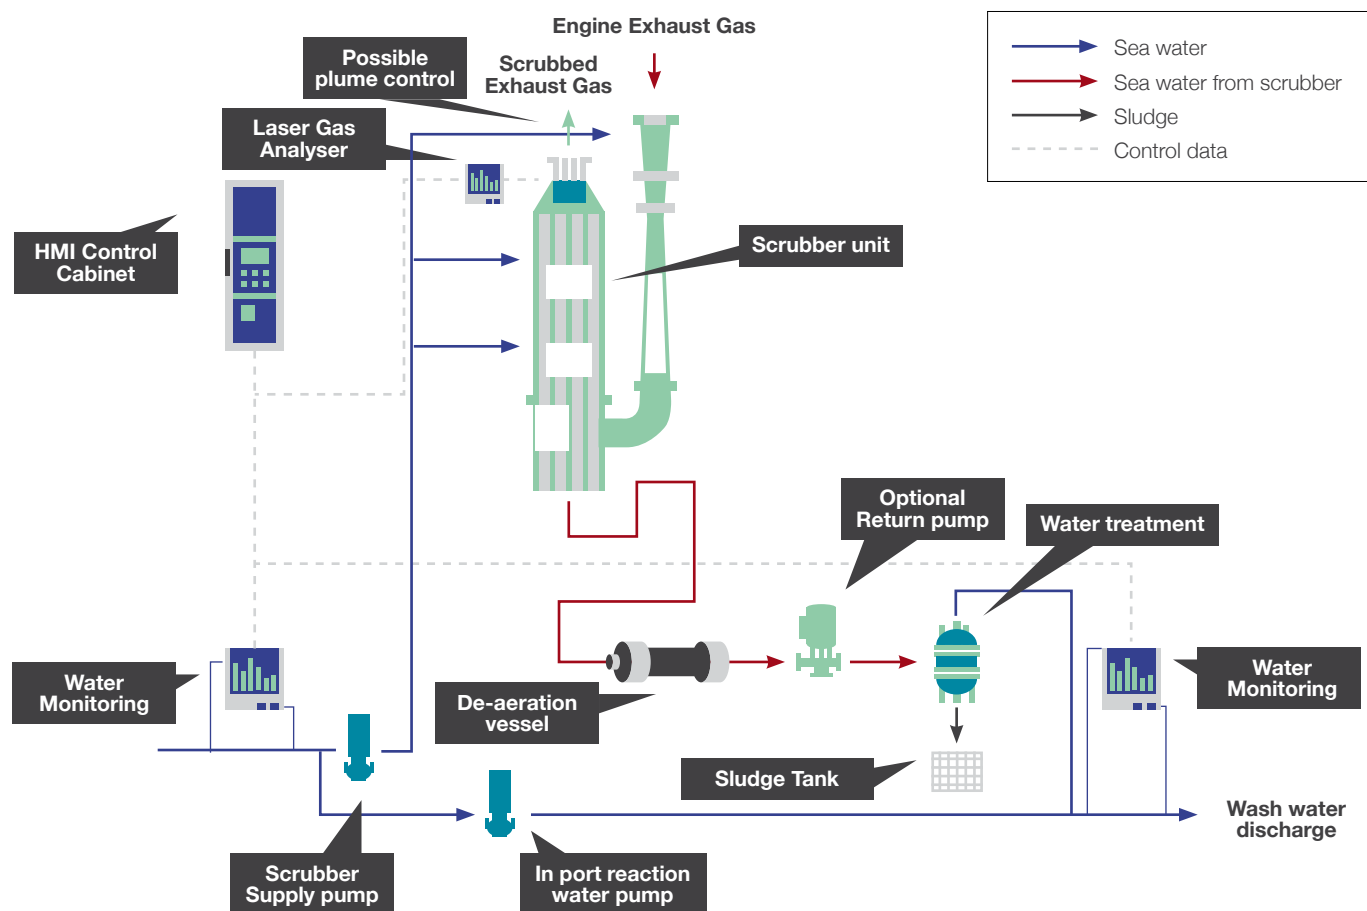 Engine Exhaust Gas
Possible
plume control
Scrubbed
Exhaust Gas
Laser Gas
Analyser
HMI Control
Cabinet
Scrubber unit
Sea water
Sea water from scrubber
Sludge
Control data
Optional
Return pump
Water treatment
Water
Monitoring
De-aeration
vessel
Water
Monitoring
Sludge Tank
Wash water
discharge
Scrubber
Supply pump
In port reaction
water pump